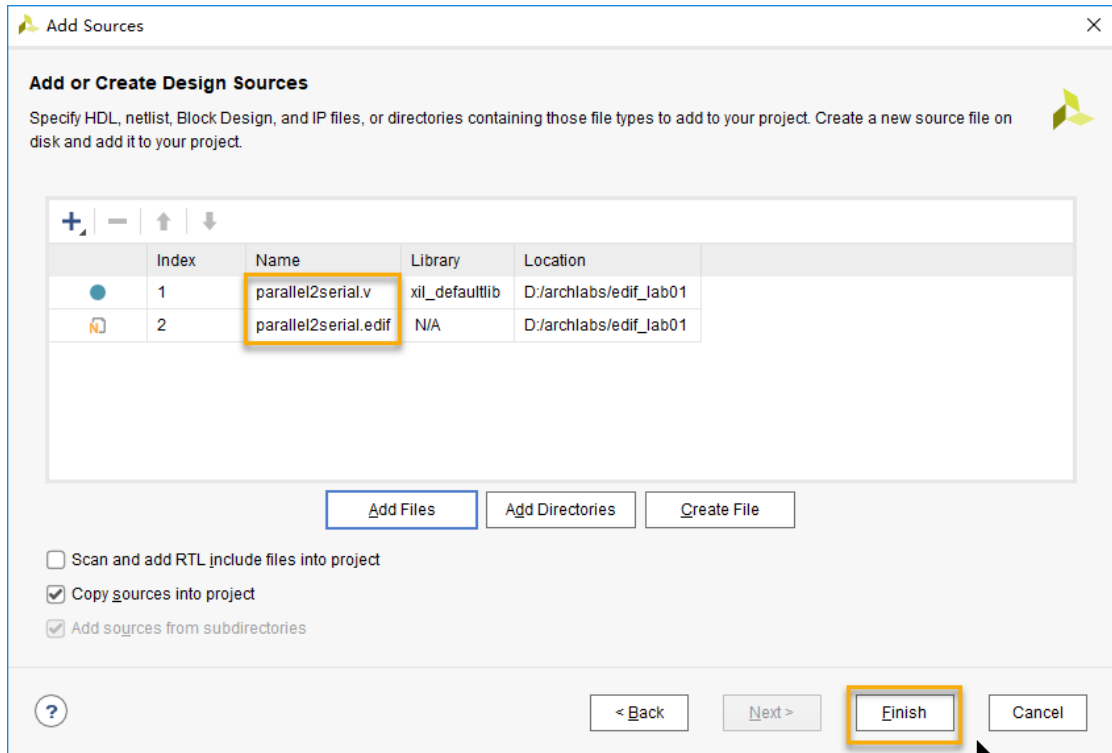 Add Sources
Add or Create Design Sources
Specify HDL, netlist, Block Design, and IP files, or directories containing those file types to add to your project. Create a new source file on
disk and add it to your project.
Index Name Library Location
1 parallel2serial.v xil_defaultlib D:/archlabs/edif_lab01
N 2 parallel2serial.edif N/A D:/archlabs/edif_lab01
Add Files Add Directories Create File
Scan and add RTL include files into project
Copy sources into project
Add sources from subdirectories
? < Back Next > Finish Cancel